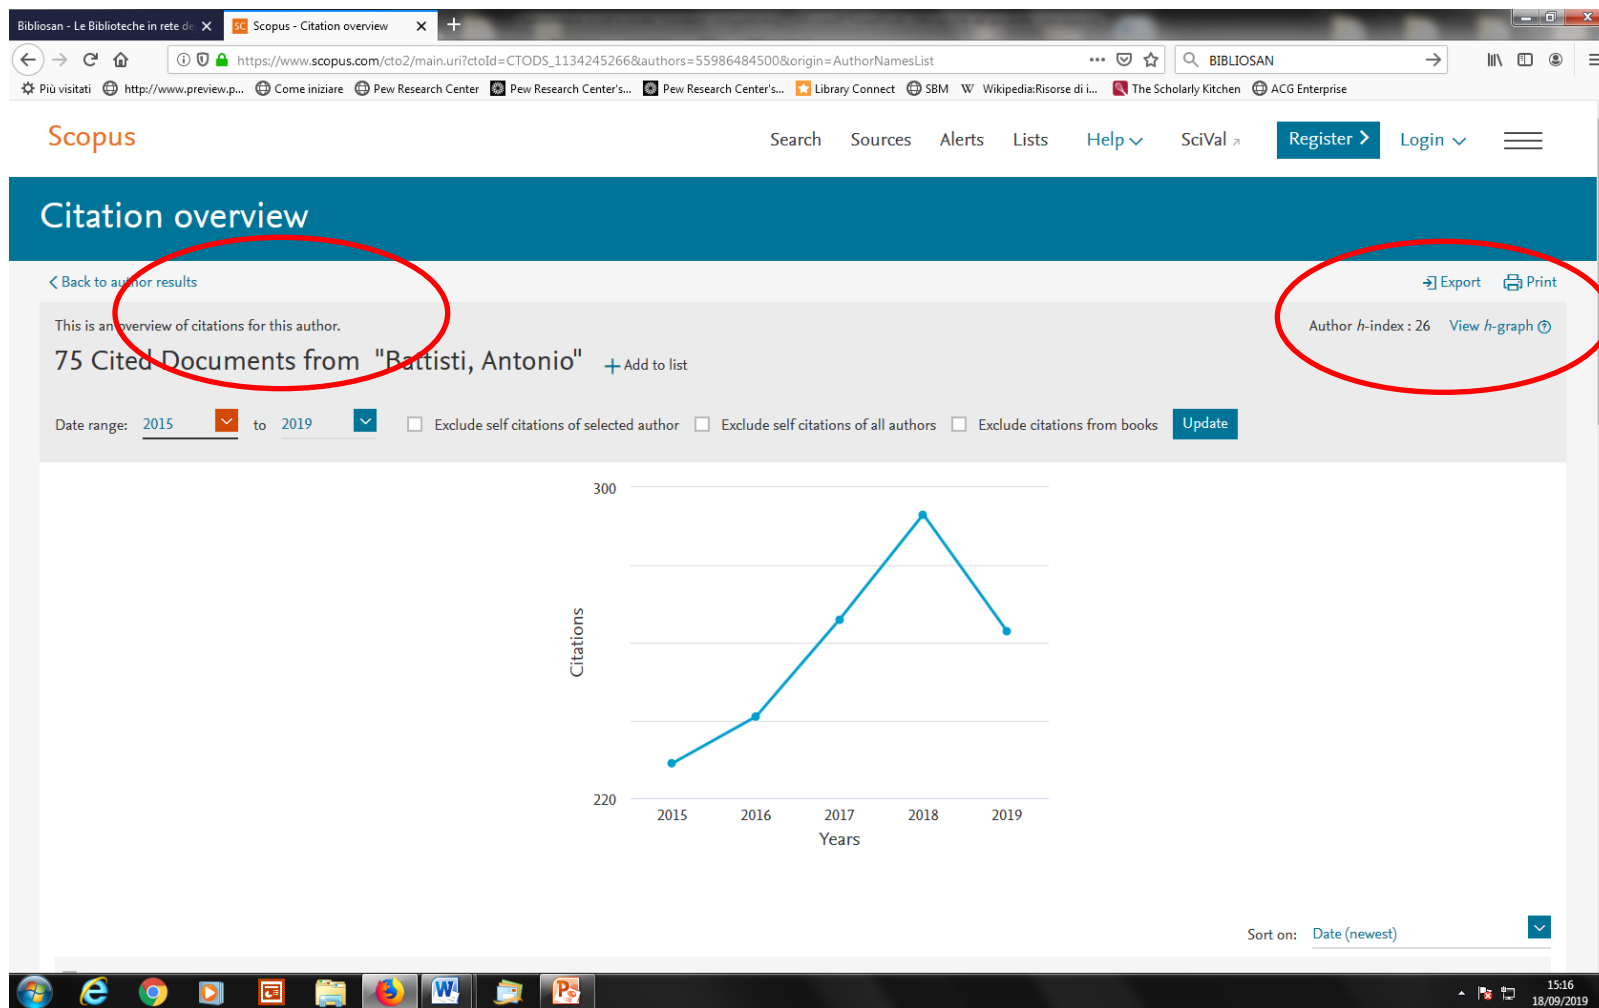 Bibliosan - Le Biblioteche in rete de
SC Scopus - Citation overview
https://www.scopus.com/cto2/main.uri?ctoId=CTODS_1134245266&authors=55986484500&origin=AuthorNamesList
BIBLIOSAN
Più visitati http://www.preview.p... Come iniziare Pew Research Center Pew Research Center's... Pew Research Center's... Library Connect SBM W Wikipedia:Risorse di i... The Scholarly Kitchen ACG Enterprise
Scopus Search Sources Alerts Lists Help SciVal Register Login
Citation overview
Back to author results Export Print
This is an overview of citations for this author. Author h-index : 26 View h-graph
75 Cited Documents from "Battisti, Antonio" + Add to list
Date range: 2015 to 2019 Exclude self citations of selected author Exclude self citations of all authors Exclude citations from books Update
300
Citations
220
2015 2016 2017 2018 2019
Years
Sort on: Date (newest)
15:16
18/09/2019